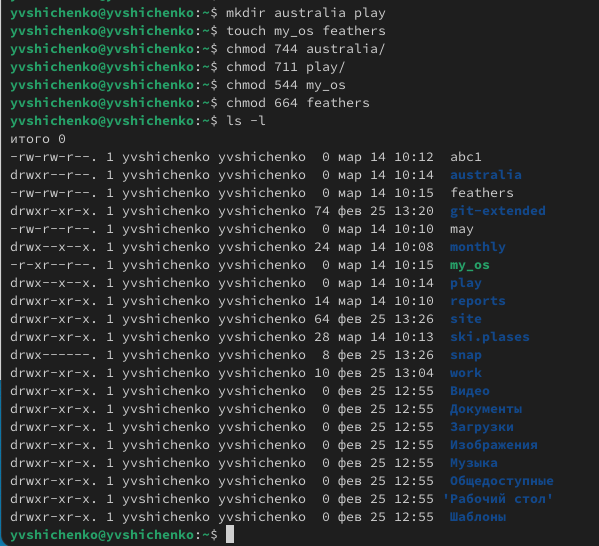 yvshichenko@yvshichenko:~$ mkdir australia play
yvshichenko@yvshichenko:~$ touch my_os feathers
yvshichenko@yvshichenko:~$ chmod 744 australia/
yvshichenko@yvshichenko:~$ chmod 711 play/
yvshichenko@yvshichenko:~$ chmod 544 my_os
yvshichenko@yvshichenko:~$ chmod 664 feathers
yvshichenko@yvshichenko:~$ ls -l
итого 0
-rw-rw-r--. 1 yvshichenko yvshichenko  0 мар 14 10:12  abc1
drwxr--r--. 1 yvshichenko yvshichenko  0 мар 14 10:14  australia
-rw-rw-r--. 1 yvshichenko yvshichenko  0 мар 14 10:15  feathers
drwxr-xr-x. 1 yvshichenko yvshichenko 74 фев 25 13:20  git-extended
-rw-r--r--. 1 yvshichenko yvshichenko  0 мар 14 10:10  may
drwx--x--x. 1 yvshichenko yvshichenko 24 мар 14 10:08  monthly
-r-xr--r--. 1 yvshichenko yvshichenko  0 мар 14 10:15  my_os
drwx--x--x. 1 yvshichenko yvshichenko  0 мар 14 10:14  play
drwxr-xr-x. 1 yvshichenko yvshichenko 14 мар 14 10:10  reports
drwxr-xr-x. 1 yvshichenko yvshichenko 64 фев 25 13:26  site
drwxr-xr-x. 1 yvshichenko yvshichenko 28 мар 14 10:13  ski.plases
drwx------. 1 yvshichenko yvshichenko  8 фев 25 13:26  snap
drwxr-xr-x. 1 yvshichenko yvshichenko 10 фев 25 13:04  work
drwxr-xr-x. 1 yvshichenko yvshichenko  0 фев 25 12:55  Видео
drwxr-xr-x. 1 yvshichenko yvshichenko  0 фев 25 12:55  Документы
drwxr-xr-x. 1 yvshichenko yvshichenko  0 фев 25 12:55  Загрузки
drwxr-xr-x. 1 yvshichenko yvshichenko  0 фев 25 12:55  Изображения
drwxr-xr-x. 1 yvshichenko yvshichenko  0 фев 25 12:55  Музыка
drwxr-xr-x. 1 yvshichenko yvshichenko  0 фев 25 12:55  Общедоступные
drwxr-xr-x. 1 yvshichenko yvshichenko  0 фев 25 12:55 'Рабочий стол'
drwxr-xr-x. 1 yvshichenko yvshichenko  0 фев 25 12:55  Шаблоны
yvshichenko@yvshichenko:~$